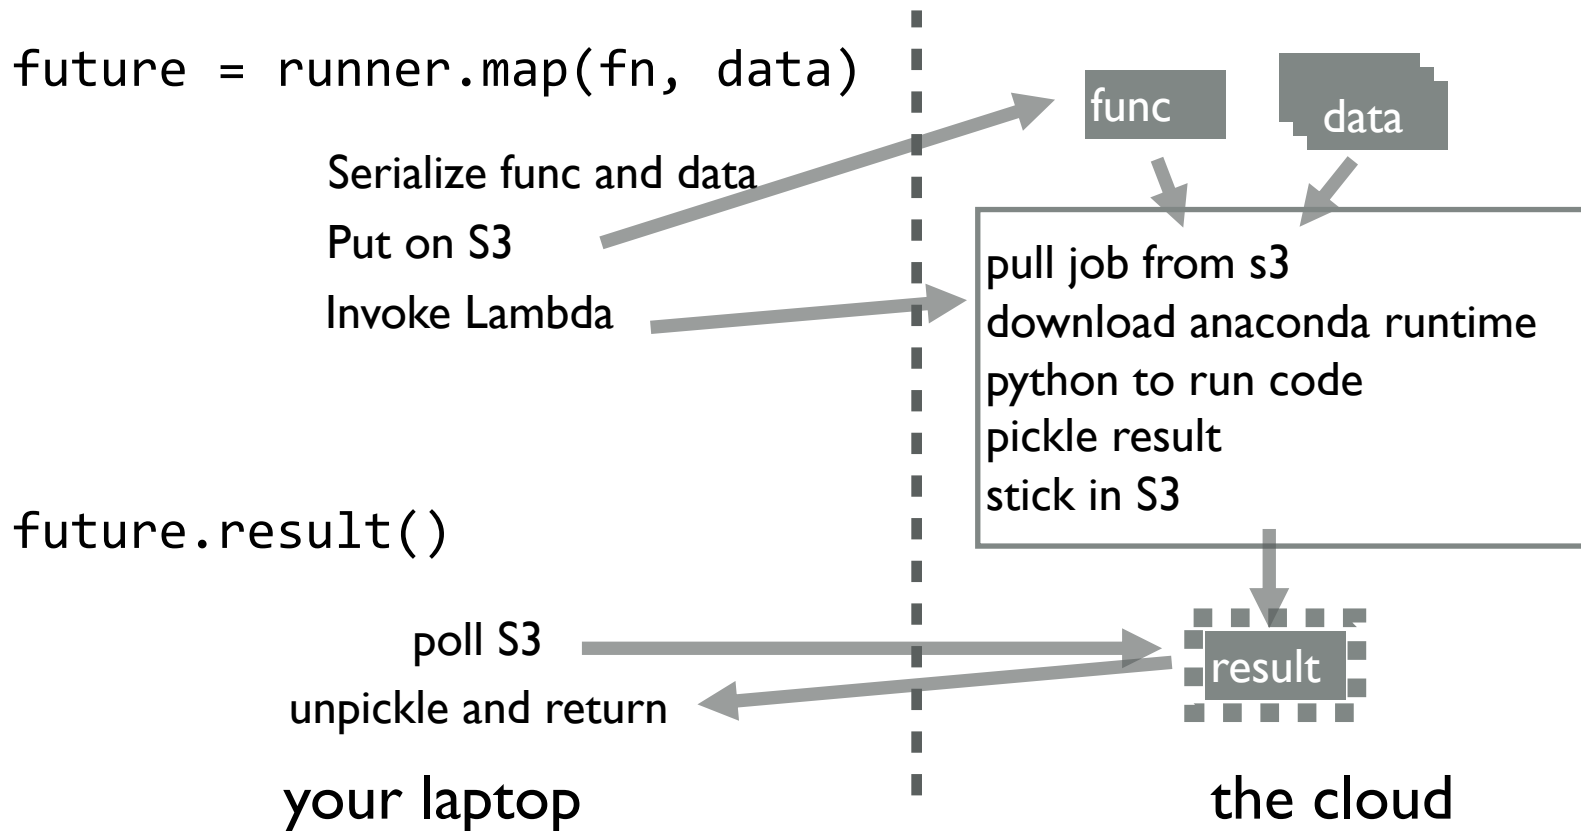 future = runner.map(fn, data)
Serialize func and data
Put on S3
Invoke Lambda
func
data
pull job from s3
download anaconda runtime
python to run code
pickle result
stick in S3
future.result()
poll S3
unpickle and return
result
your laptop
the cloud